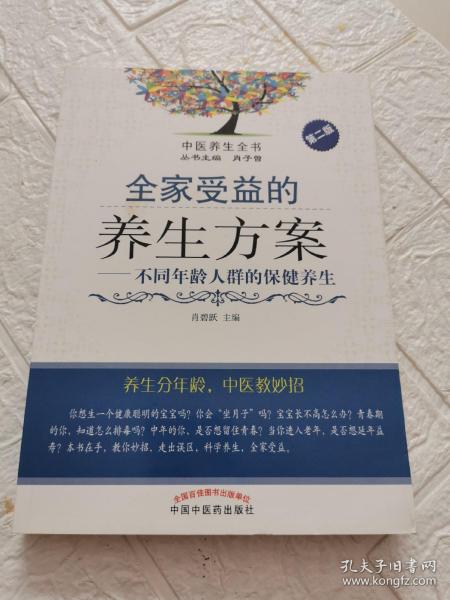 中医养生全书
丛书主编 肖子曾
第二版
全家受益的
养生方案
——不同年龄人群的保健养生
肖碧跃 主编
养生分年龄，中医教妙招
你想生一个健康聪明的宝宝吗？你会“坐月子”吗？宝宝长不高怎么办？青春期
的你，知道怎么排毒吗？中年的你，是否想留住青春？当你进入老年，是否想延年益
寿？本书在手，教你妙招，走出误区，科学养生，全家受益。
全国百佳图书出版单位
中国中医药出版社
孔夫子旧书网
www.kongfz.com